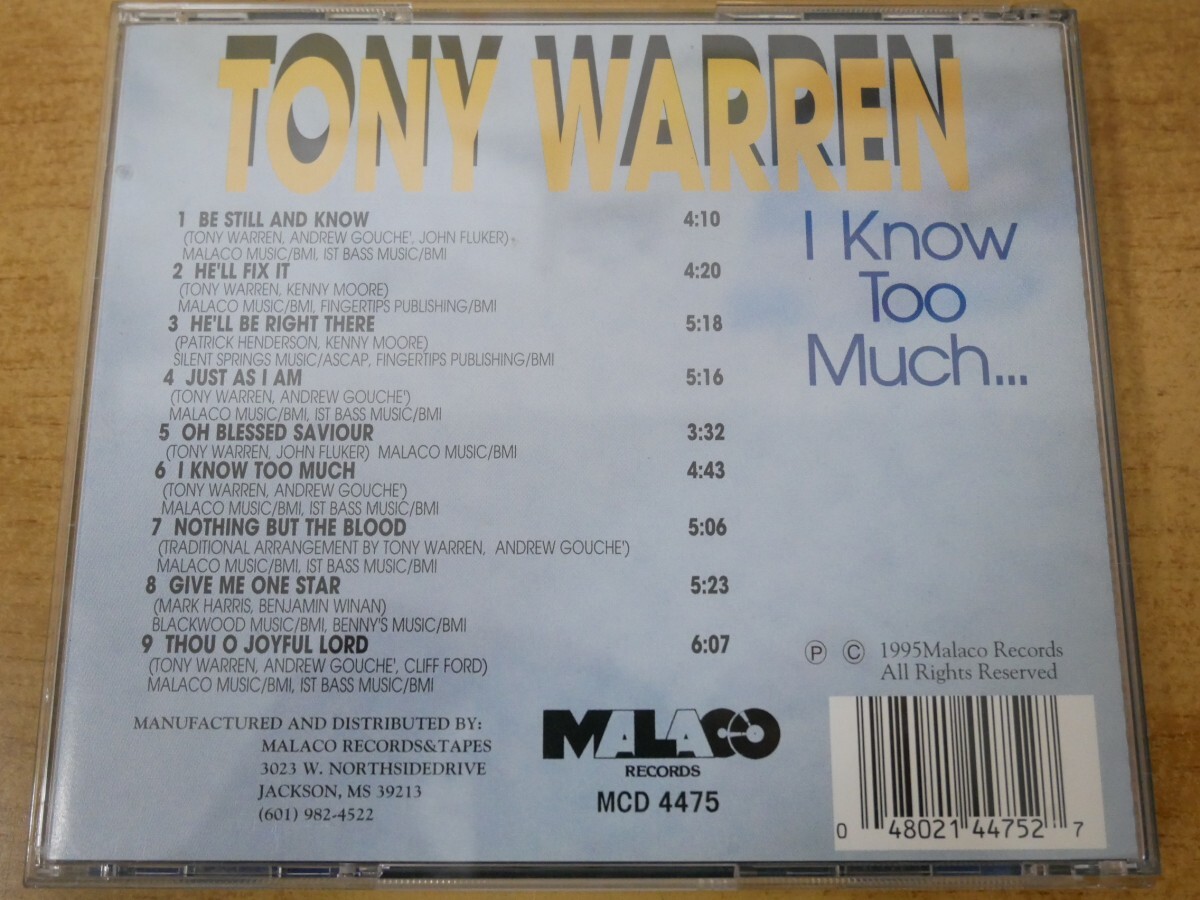 TONY WARREN
I Know
Too
Much...
1 BE STILL AND KNOW 4:10
(TONY WARREN, ANDREW GOUCHE', JOHN FLUKER)
MALACO MUSIC/BMI, IST BASS MUSIC/BMI
2 HE'LL FIX IT 4:20
(TONY WARREN, KENNY MOORE)
MALACO MUSIC/BMI, FINGERTIPS PUBLISHING/BMI
3 HE'LL BE RIGHT THERE 5:18
(PATRICK HENDERSON, KENNY MOORE)
SILENT SPRINGS MUSIC/ASCAP, FINGERTIPS PUBLISHING/BMI
4 JUST AS I AM 5:16
(TONY WARREN, ANDREW GOUCHE')
MALACO MUSIC/BMI, IST BASS MUSIC/BMI
5 OH BLESSED SAVIOUR 3:32
(TONY WARREN, JOHN FLUKER) MALACO MUSIC/BMI
6 I KNOW TOO MUCH 4:43
(TONY WARREN, ANDREW GOUCHE')
MALACO MUSIC/BMI, IST BASS MUSIC/BMI
7 NOTHING BUT THE BLOOD 5:06
(TRADITIONAL ARRANGEMENT BY TONY WARREN, ANDREW GOUCHE')
MALACO MUSIC/BMI, IST BASS MUSIC/BMI
8 GIVE ME ONE STAR 5:23
(MARK HARRIS, BENJAMIN WINAN)
BLACKWOOD MUSIC/BMI, BENNY'S MUSIC/BMI
9 THOU O JOYFUL LORD 6:07
(TONY WARREN, ANDREW GOUCHE', CLIFF FORD)
MALACO MUSIC/BMI, IST BASS MUSIC/BMI
Ⓟ © 1995Malaco Records
All Rights Reserved
MANUFACTURED AND DISTRIBUTED BY:
MALACO RECORDS&TAPES
3023 W. NORTHSIDEDRIVE
JACKSON, MS 39213
(601) 982-4522
MALACO
RECORDS
MCD 4475
0 48021 44752 7